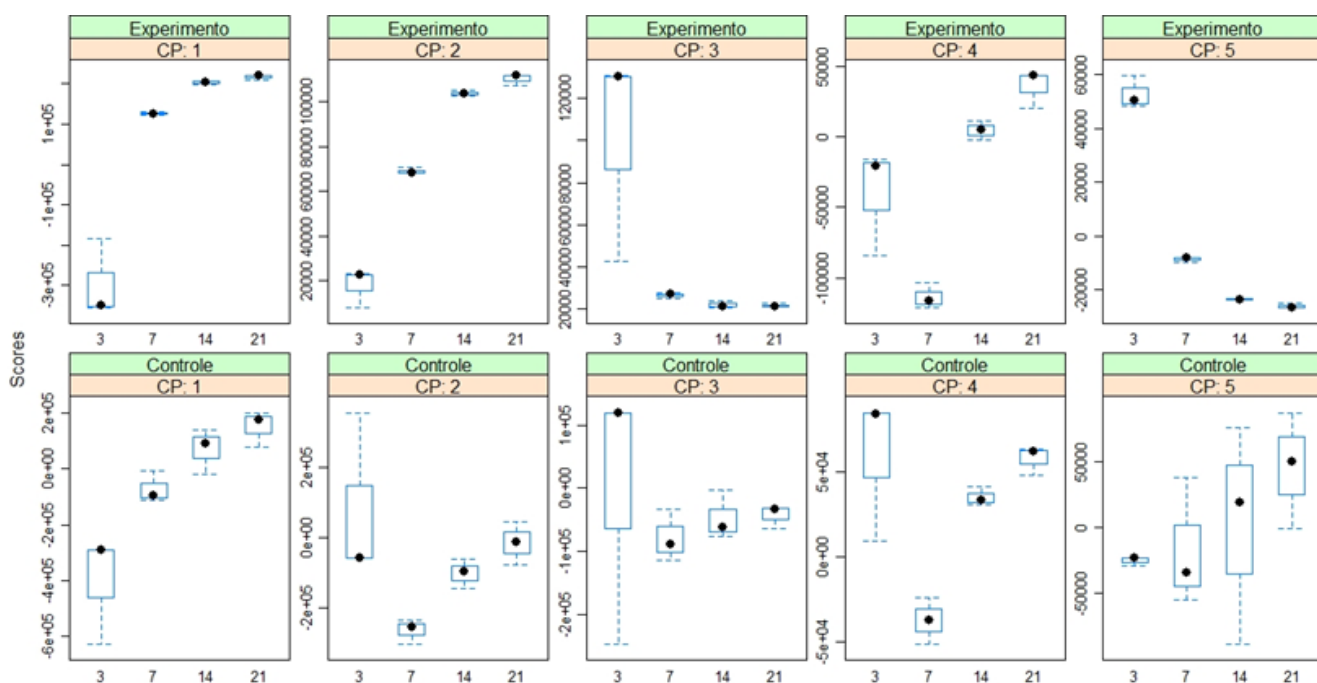 Experimento Experimento Experimento Experimento Experimento
CP: 1 CP: 2 CP: 3 CP: 4 CP: 5
-3e+05 -1e+05 1e+05
20000 40000 60000 80000 100000
20000 40000 60000 80000 120000
-100000 -50000 0 50000
-20000 0 20000 40000 60000
3 7 14 21 3 7 14 21 3 7 14 21 3 7 14 21 3 7 14 21
Scores
Controle Controle Controle Controle Controle
CP: 1 CP: 2 CP: 3 CP: 4 CP: 5
-6e+05 -4e+05 -2e+05 0e+00 2e+05
-2e+05 0e+00 2e+05
-2e+05 -1e+05 0e+00 1e+05
-5e+04 0e+00 5e+04
-50000 0 50000
3 7 14 21 3 7 14 21 3 7 14 21 3 7 14 21 3 7 14 21